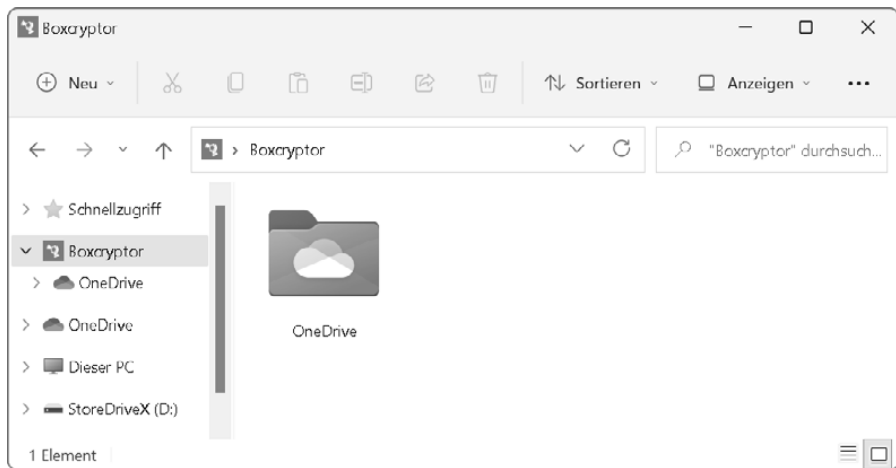 Boxcryptor
Neu Sortieren Anzeigen
Boxcryptor "Boxcryptor" durchsuch...
Schnellzugriff
Boxcryptor
OneDrive
OneDrive
Dieser PC
StoreDriveX (D:)
OneDrive
1 Element